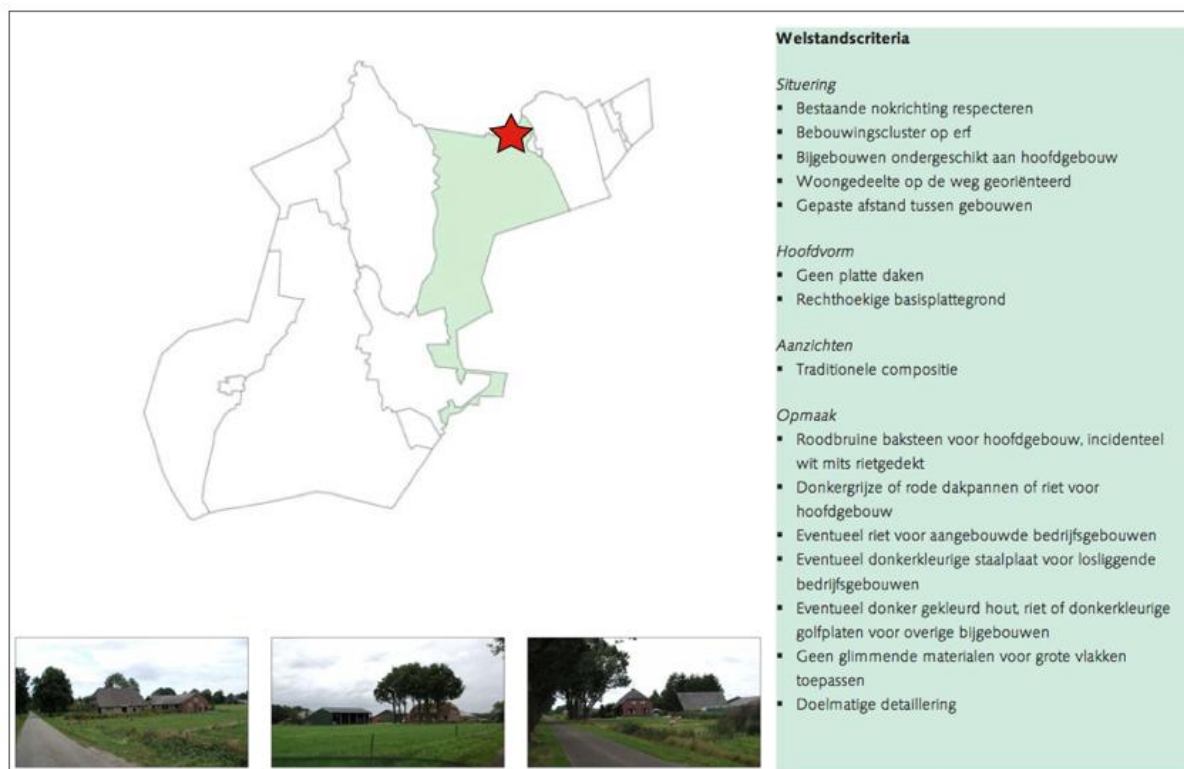 Welstandscriteria
Situering
▪ Bestaande nokrichting respecteren
▪ Bebouwingscluster op erf
▪ Bijgebouwen ondergeschikt aan hoofdgebouw
▪ Woongedeelte op de weg georiënteerd
▪ Gepaste afstand tussen gebouwen
Hoofdvorm
▪ Geen platte daken
▪ Rechthoekige basisplattegrond
Aanzichten
▪ Traditionele compositie
Opmaak
▪ Roodbruine baksteen voor hoofdgebouw, incidenteel
wit mits rietgedekt
▪ Donkergrijze of rode dakpannen of riet voor
hoofdgebouw
▪ Eventueel riet voor aangebouwde bedrijfsgebouwen
▪ Eventueel donkerkleurige staalplaat voor losliggende
bedrijfsgebouwen
▪ Eventueel donker gekleurd hout, riet of donkerkleurige
golfplaten voor overige bijgebouwen
▪ Geen glimmende materialen voor grote vlakken
toepassen
▪ Doelmatige detaillering